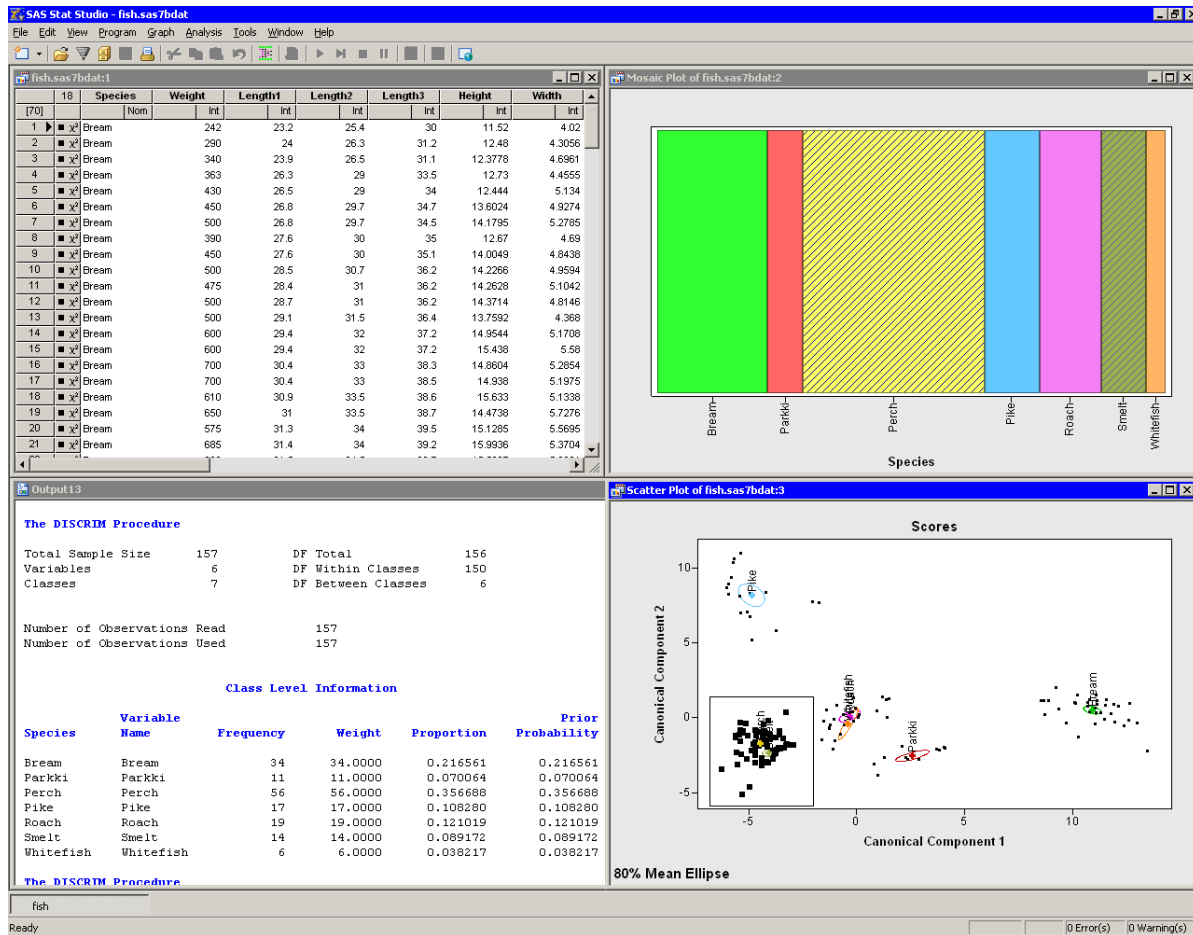 SAS Stat Studio - fish.sas7bdat
File Edit View Program Graph Analysis Tools Window Help
fish.sas7bdat:1
18 Species Weight Length1 Length2 Length3 Height Width
[70] Nom Int Int Int Int Int Int
1 χ² Bream 242 23.2 25.4 30 11.52 4.02
2 χ² Bream 290 24 26.3 31.2 12.48 4.3056
3 χ² Bream 340 23.9 26.5 31.1 12.3778 4.6961
4 χ² Bream 363 26.3 29 33.5 12.73 4.4555
5 χ² Bream 430 26.5 29 34 12.444 5.134
6 χ² Bream 450 26.8 29.7 34.7 13.6024 4.9274
7 χ² Bream 500 26.8 29.7 34.5 14.1795 5.2785
8 χ² Bream 390 27.6 30 35 12.67 4.69
9 χ² Bream 450 27.6 30 35.1 14.0049 4.8438
10 χ² Bream 500 28.5 30.7 36.2 14.2266 4.9594
11 χ² Bream 475 28.4 31 36.2 14.2628 5.1042
12 χ² Bream 500 28.7 31 36.2 14.3714 4.8146
13 χ² Bream 500 29.1 31.5 36.4 13.7592 4.368
14 χ² Bream 600 29.4 32 37.2 14.9544 5.1708
15 χ² Bream 600 29.4 32 37.2 15.438 5.58
16 χ² Bream 700 30.4 33 38.3 14.8604 5.2854
17 χ² Bream 700 30.4 33 38.5 14.938 5.1975
18 χ² Bream 610 30.9 33.5 38.6 15.633 5.1338
19 χ² Bream 650 31 33.5 38.7 14.4738 5.7276
20 χ² Bream 575 31.3 34 39.5 15.1285 5.5695
21 χ² Bream 685 31.4 34 39.2 15.9936 5.3704
Mosaic Plot of fish.sas7bdat:2
Bream
Parkki
Perch
Pike
Roach
Smelt
Whitefish
Species
Output13
The DISCRIM Procedure
Total Sample Size 157 DF Total 156
Variables 6 DF Within Classes 150
Classes 7 DF Between Classes 6
Number of Observations Read 157
Number of Observations Used 157
Class Level Information
Variable Prior
Species Name Frequency Weight Proportion Probability
Bream Bream 34 34.0000 0.216561 0.216561
Parkki Parkki 11 11.0000 0.070064 0.070064
Perch Perch 56 56.0000 0.356688 0.356688
Pike Pike 17 17.0000 0.108280 0.108280
Roach Roach 19 19.0000 0.121019 0.121019
Smelt Smelt 14 14.0000 0.089172 0.089172
Whitefish Whitefish 6 6.0000 0.038217 0.038217
The DISCRIM Procedure
Scatter Plot of fish.sas7bdat:3
Scores
Canonical Component 2
10
5
0
-5
Pike
Parkki
Bream
-5 0 5 10
Canonical Component 1
80% Mean Ellipse
fish
Ready
0 Error(s) 0 Warning(s)